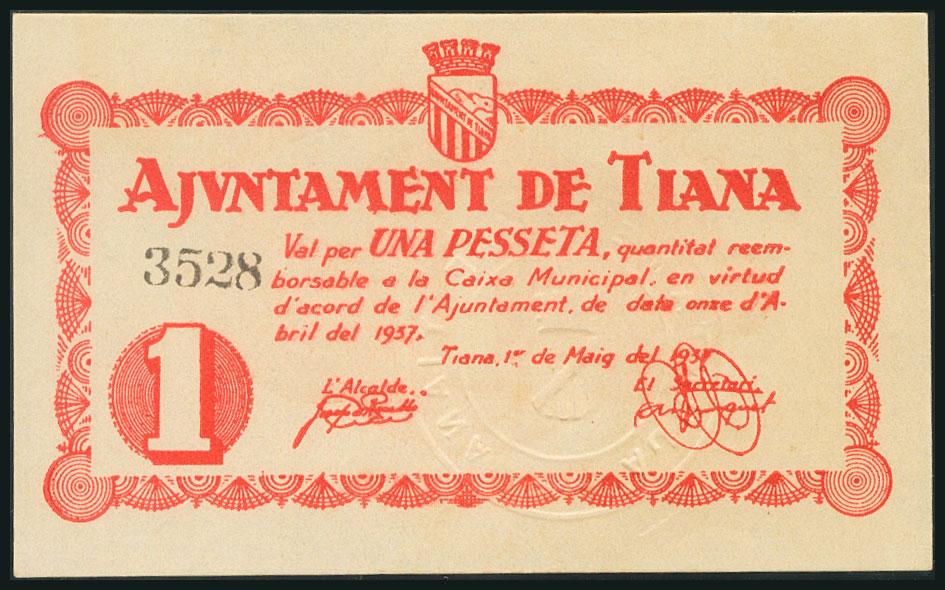 AJVNTAMENT DE TIANA
3528
Val per UNA PESSETA, quantitat reem-
borsable a la Caixa Municipal, en virtud
d'acord de l'Ajuntament, de data onze d'A-
bril del 1937.
Tiana, 1er de Maig del 1937
L'Alcalde.
El Secretari.
1